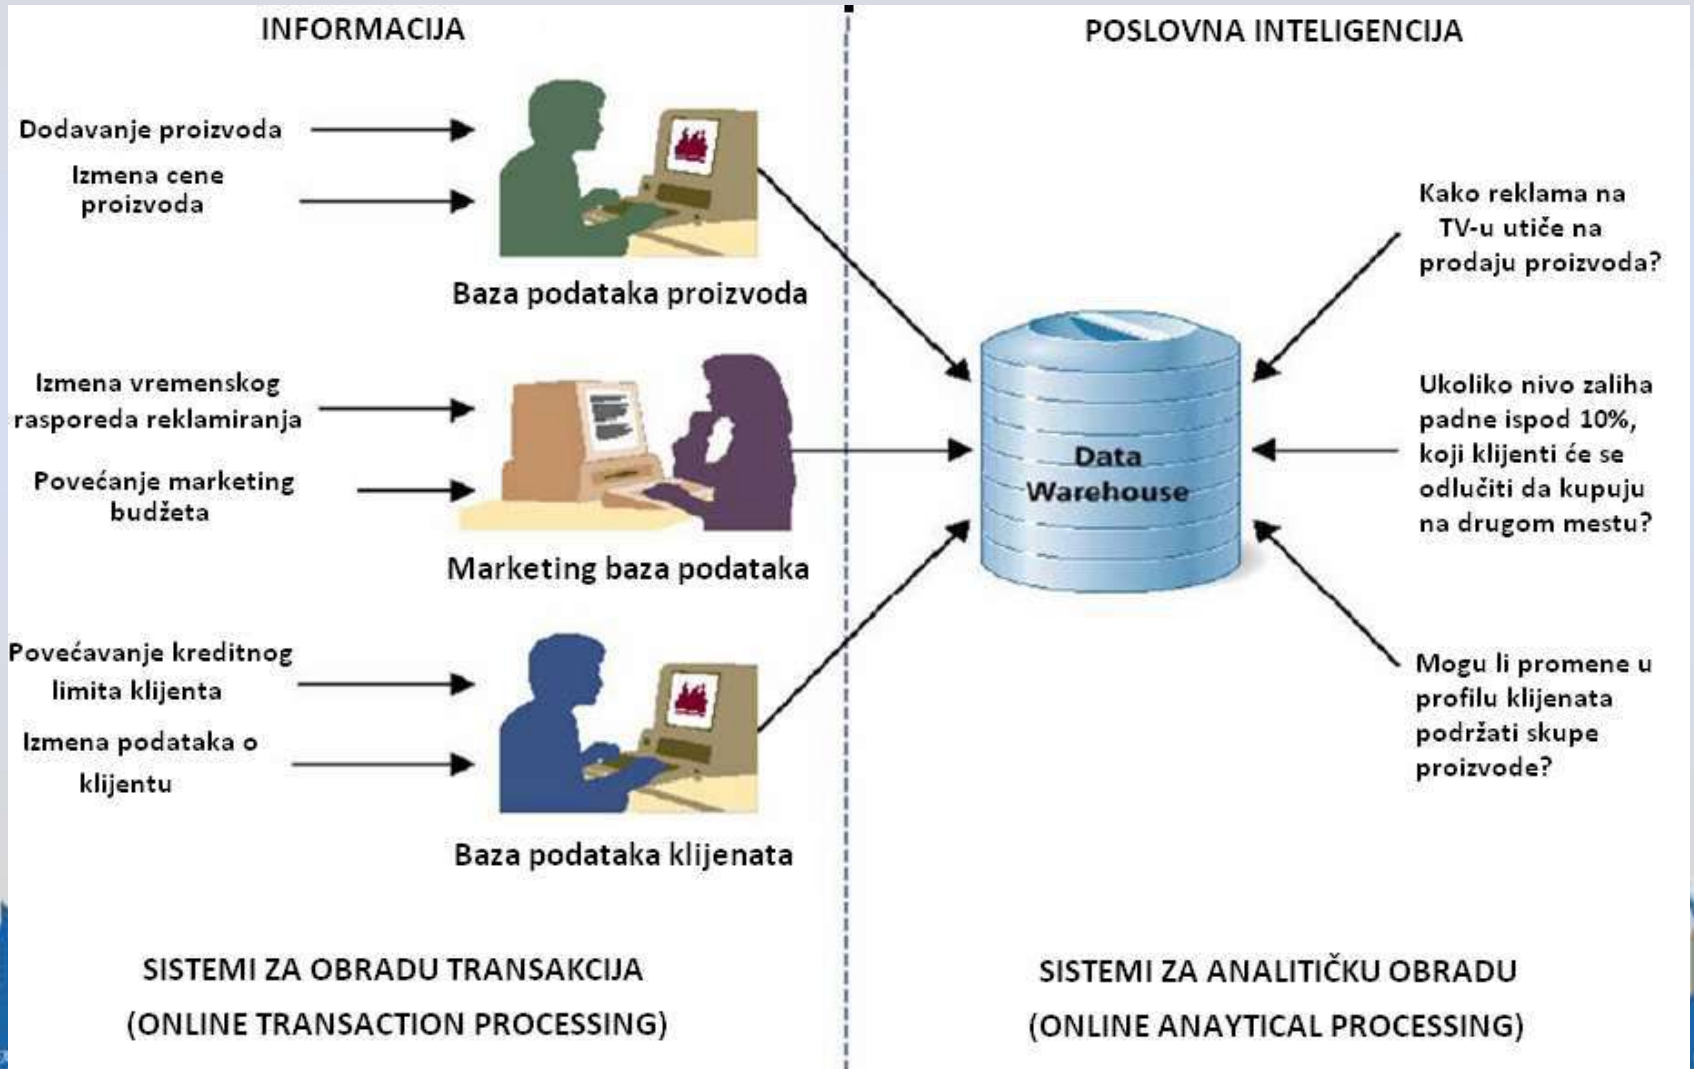 INFORMACIJA
Dodavanje proizvoda
Izmena cene
proizvoda
Baza podataka proizvoda
Izmena vremenskog
rasporeda reklamiranja
Povećanje marketing
budžeta
Marketing baza podataka
Povećavanje kreditnog
limita klijenta
Izmena podataka o
klijentu
Baza podataka klijenata
SISTEMI ZA OBRADU TRANSAKCIJA
(ONLINE TRANSACTION PROCESSING)
POSLOVNA INTELIGENCIJA
Data
Warehouse
Kako reklama na
TV-u utiče na
prodaju proizvoda?
Ukoliko nivo zaliha
padne ispod 10%,
koji klijenti će se
odlučiti da kupuju
na drugom mestu?
Mogu li promene u
profilu klijenata
podržati skupe
proizvode?
SISTEMI ZA ANALITIČKU OBRADU
(ONLINE ANAYTICAL PROCESSING)